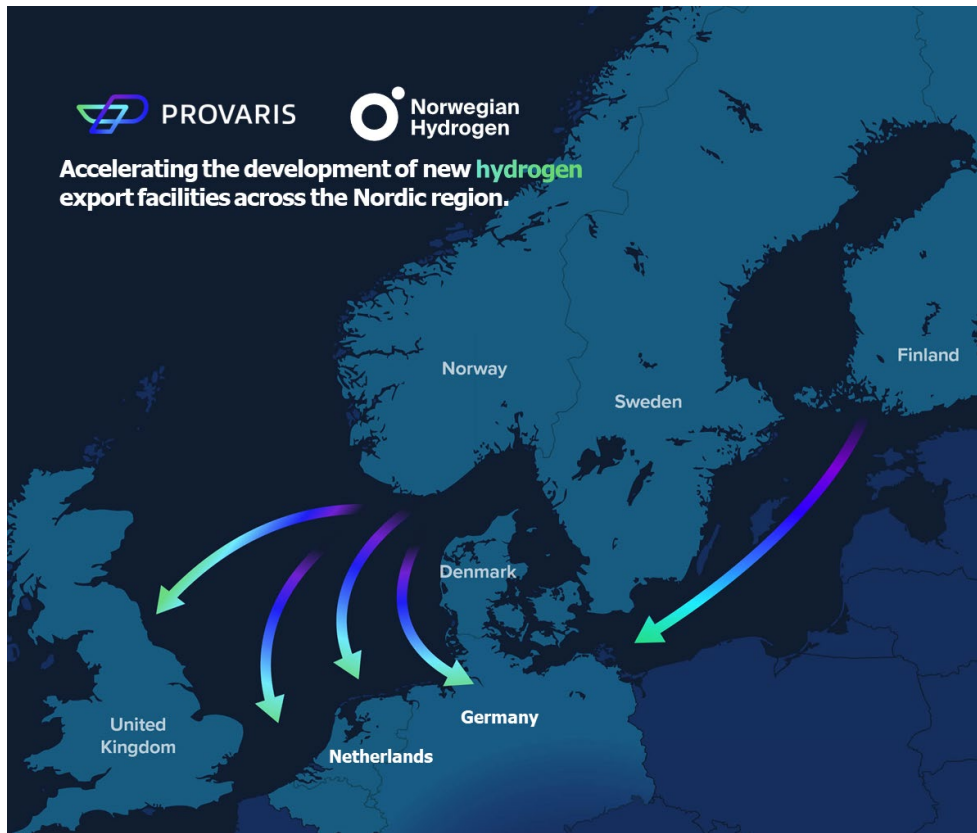 PROVARIS
Norwegian
Hydrogen
Accelerating the development of new hydrogen
export facilities across the Nordic region.
Norway
Finland
Sweden
Denmark
United
Kingdom
Germany
Netherlands